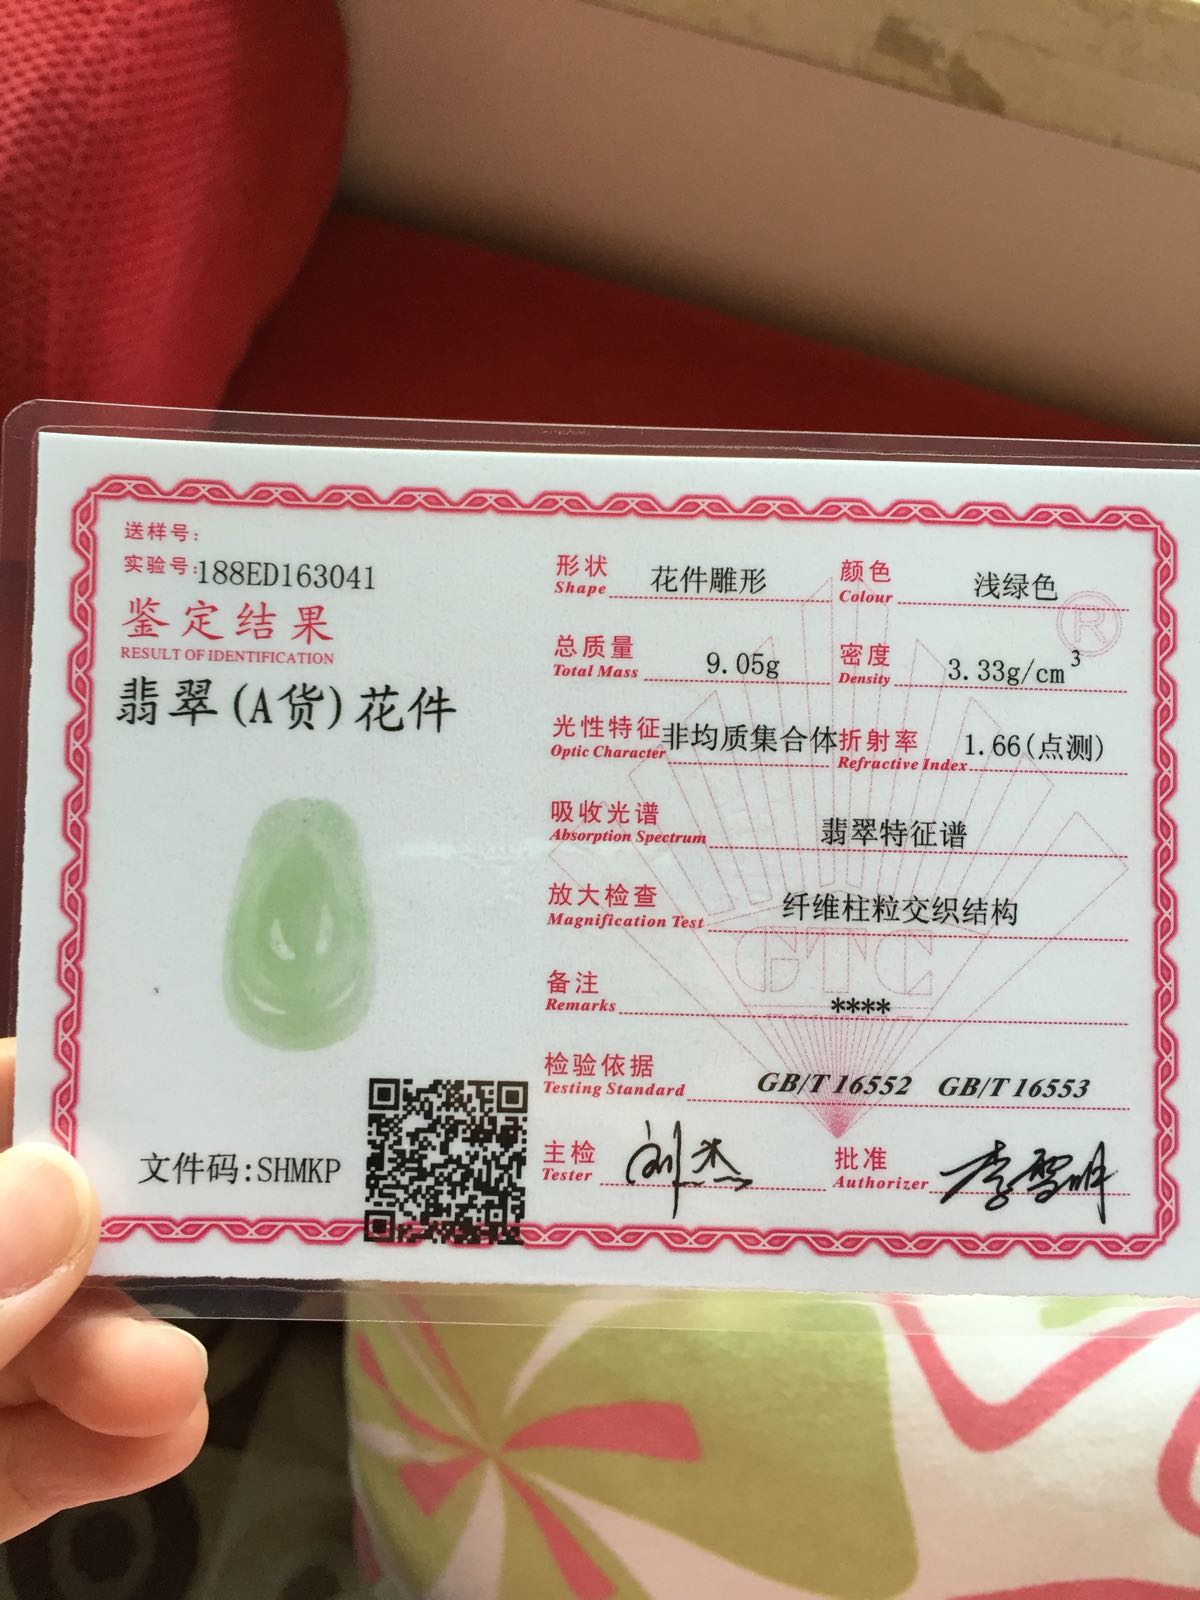 送样号:
实验号:188ED163041
鉴定结果
RESULT OF IDENTIFICATION
翡翠(A货)花件
文件码:SHMKP
形状 花件雕形 颜色 浅绿色
Shape Colour
®
总质量 9.05g 密度 3.33g/cm³
Total Mass Density
光性特征 非均质集合体 折射率 1.66(点测)
Optic Character Refractive Index
吸收光谱 翡翠特征谱
Absorption Spectrum
放大检查 纤维柱粒交织结构
Magnification Test
GTC
备注 ****
Remarks
检验依据 GB/T 16552 GB/T 16553
Testing Standard
主检 刘杰 批准 李雪明
Tester Authorizer